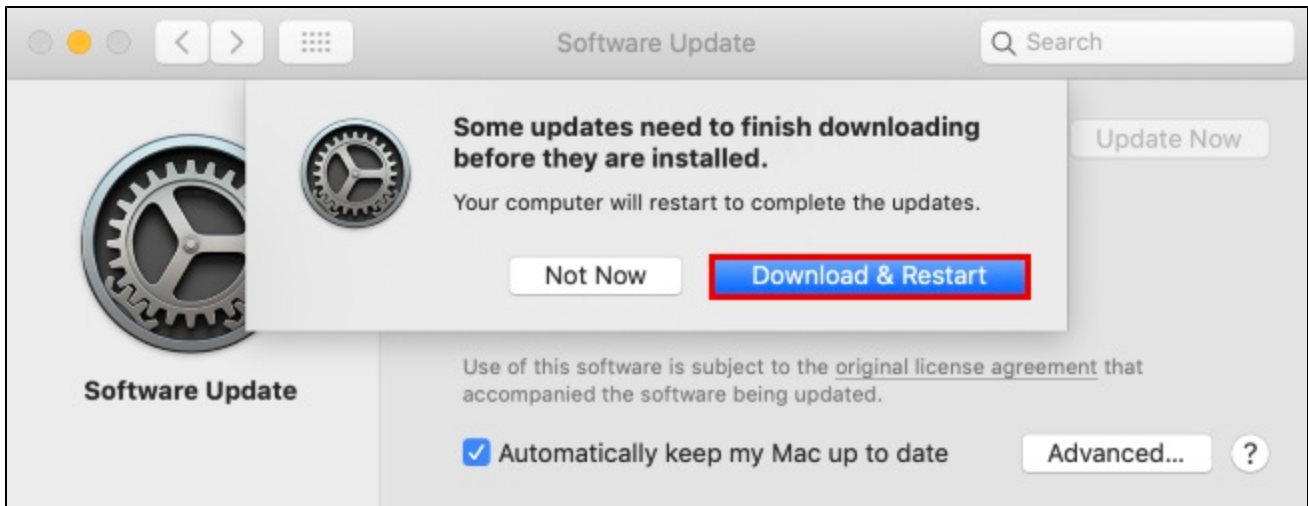 Software Update
Search
Some updates need to finish downloading
before they are installed.
Update Now
Your computer will restart to complete the updates.
Not Now
Download & Restart
Software Update
Use of this software is subject to the original license agreement that
accompanied the software being updated.
Automatically keep my Mac up to date
Advanced...
?